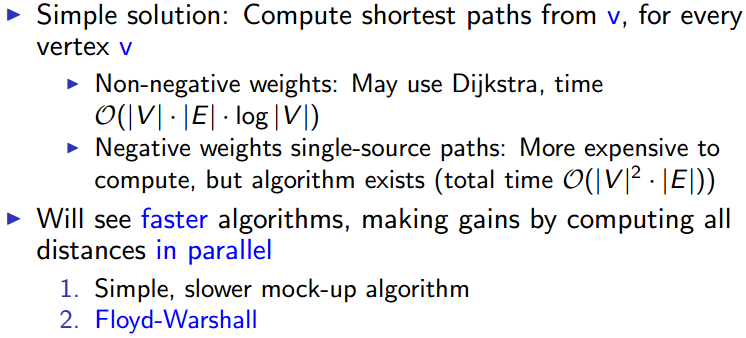 ▶ Simple solution: Compute shortest paths from v, for every
vertex v
▶ Non-negative weights: May use Dijkstra, time
𝒪(|V| · |E| · log |V|)
▶ Negative weights single-source paths: More expensive to
compute, but algorithm exists (total time 𝒪(|V|² · |E|))
▶ Will see faster algorithms, making gains by computing all
distances in parallel
1. Simple, slower mock-up algorithm
2. Floyd-Warshall